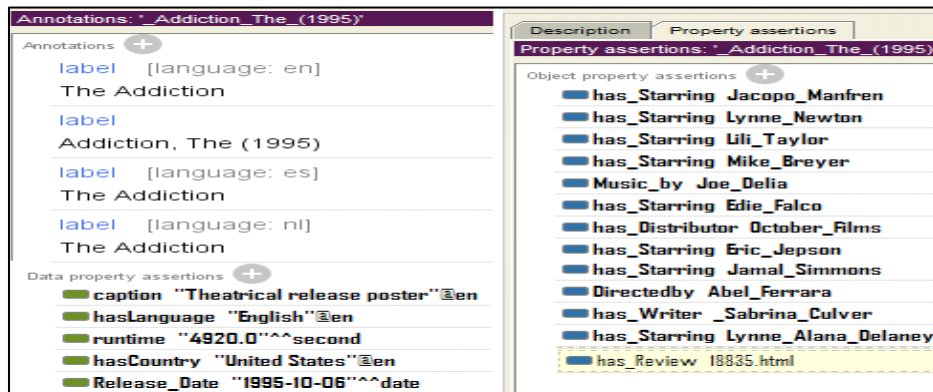 Annotations: '_Addiction_The_(1995)'
Annotations
label [language: en]
The Addiction
label
Addiction, The (1995)
label [language: es]
The Addiction
label [language: nl]
The Addiction
Data property assertions
caption "Theatrical release poster"@en
hasLanguage "English"@en
runtime "4920.0"^^second
hasCountry "United States"@en
Release_Date "1995-10-06"^^date
Description Property assertions
Property assertions: '_Addiction_The_(1995)
Object property assertions
has_Starring Jacopo_Manfren
has_Starring Lynne_Newton
has_Starring Lili_Taylor
has_Starring Mike_Breyer
Music_by Joe_Delia
has_Starring Edie_Falco
has_Distributor October_Films
has_Starring Eric_Jepson
has_Starring Jamal_Simmons
Directedby Abel_Ferrara
has_Writer _Sabrina_Culver
has_Starring Lynne_Alana_Delaney
has_Review 18835.html